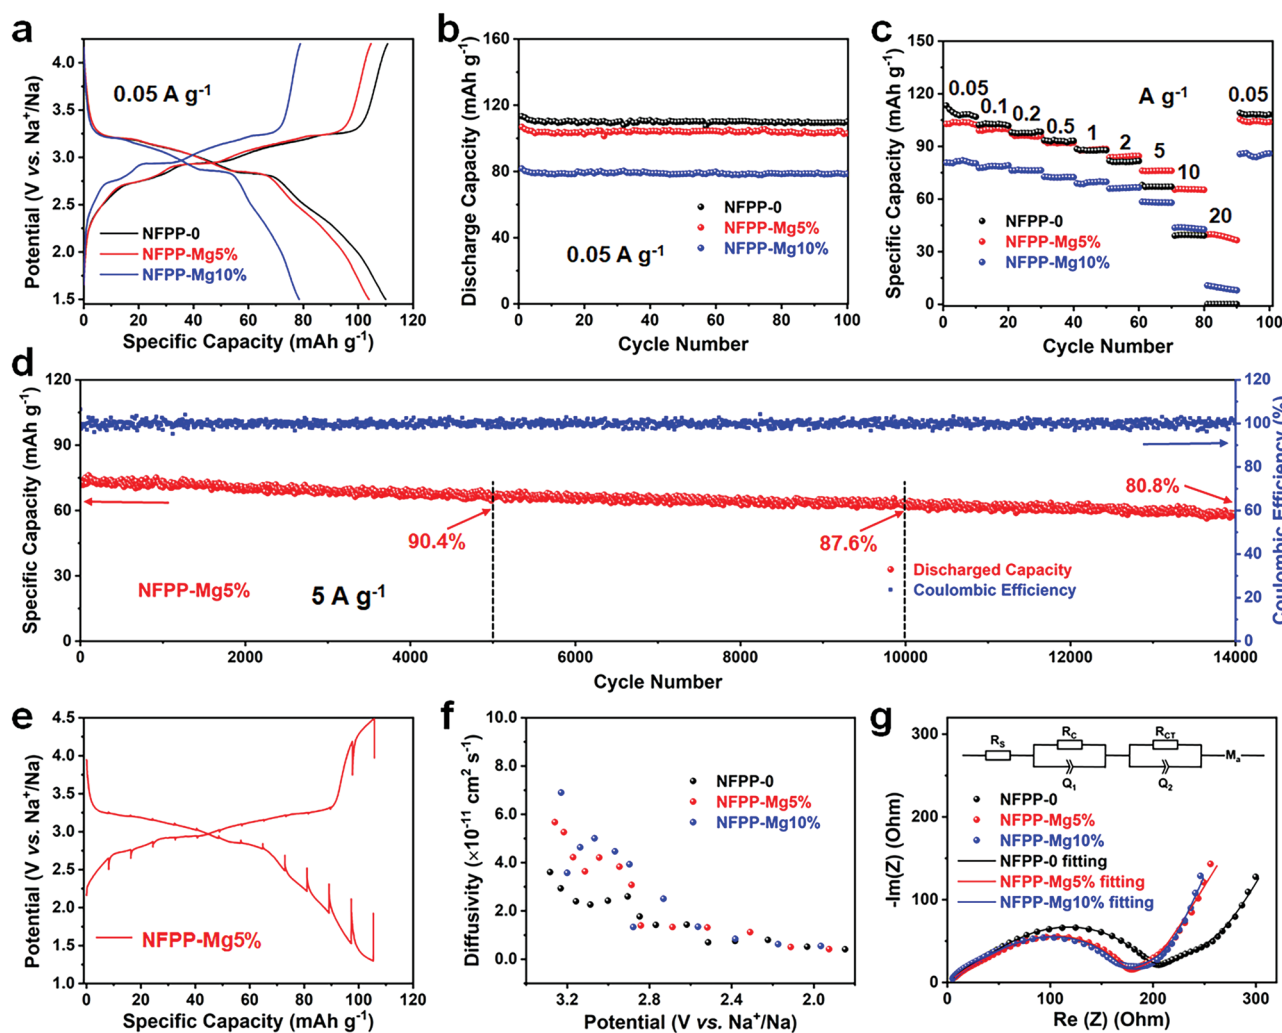 a
0.05 A g⁻¹
Potential (V vs. Na⁺/Na)
4.0
3.5
3.0
2.5
2.0
1.5
NFPP-0
NFPP-Mg5%
NFPP-Mg10%
0 20 40 60 80 100 120
Specific Capacity (mAh g⁻¹)
b
Discharge Capacity (mAh g⁻¹)
160
120
80
40
0
NFPP-0
NFPP-Mg5%
NFPP-Mg10%
0.05 A g⁻¹
0 20 40 60 80 100
Cycle Number
c
Specific Capacity (mAh g⁻¹)
150
120
90
60
30
0
A g⁻¹
0.05 0.1 0.2 0.5 1 2 5 10 20 0.05
NFPP-0
NFPP-Mg5%
NFPP-Mg10%
0 20 40 60 80 100
Cycle Number
d
Specific Capacity (mAh g⁻¹)
120
90
60
30
0
90.4%
87.6%
80.8%
NFPP-Mg5%
5 A g⁻¹
Discharged Capacity
Coulombic Efficiency
120
100
80
60
40
20
0
Coulombic Efficiency (%)
0 2000 4000 6000 8000 10000 12000 14000
Cycle Number
e
Potential (V vs. Na⁺/Na)
4.5
4.0
3.5
3.0
2.5
2.0
1.5
1.0
NFPP-Mg5%
0 20 40 60 80 100 120
Specific Capacity (mAh g⁻¹)
f
Diffusivity (×10⁻¹¹ cm² s⁻¹)
10.0
8.0
6.0
4.0
2.0
0.0
NFPP-0
NFPP-Mg5%
NFPP-Mg10%
3.2 2.8 2.4 2.0
Potential (V vs. Na⁺/Na)
g
-Im(Z) (Ohm)
300
200
100
0
R_S R_C R_CT M_a
Q₁ Q₂
NFPP-0
NFPP-Mg5%
NFPP-Mg10%
NFPP-0 fitting
NFPP-Mg5% fitting
NFPP-Mg10% fitting
0 100 200 300
Re (Z) (Ohm)